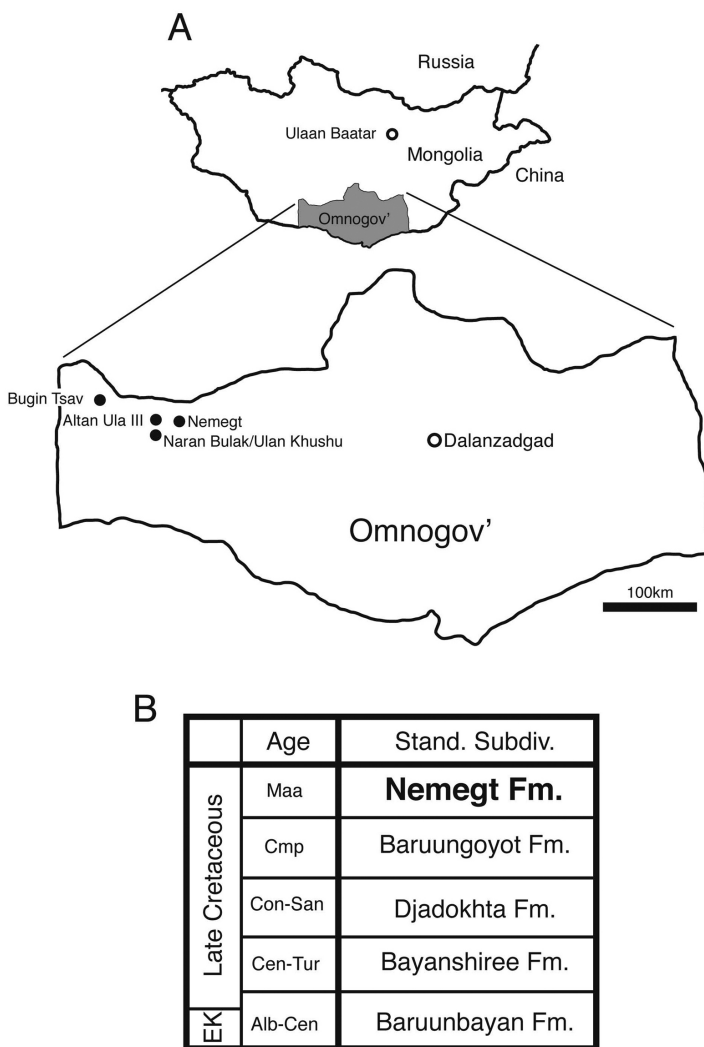 A
Russia
Ulaan Baatar
Mongolia
China
Omnogov’
Bugin Tsav
Altan Ula III
Nemegt
Naran Bulak/Ulan Khushu
Dalanzadgad
Omnogov’
100km
B
Age Stand. Subdiv.
Late Cretaceous
Maa Nemegt Fm.
Cmp Baruungoyot Fm.
Con-San Djadokhta Fm.
Cen-Tur Bayanshiree Fm.
EK Alb-Cen Baruunbayan Fm.